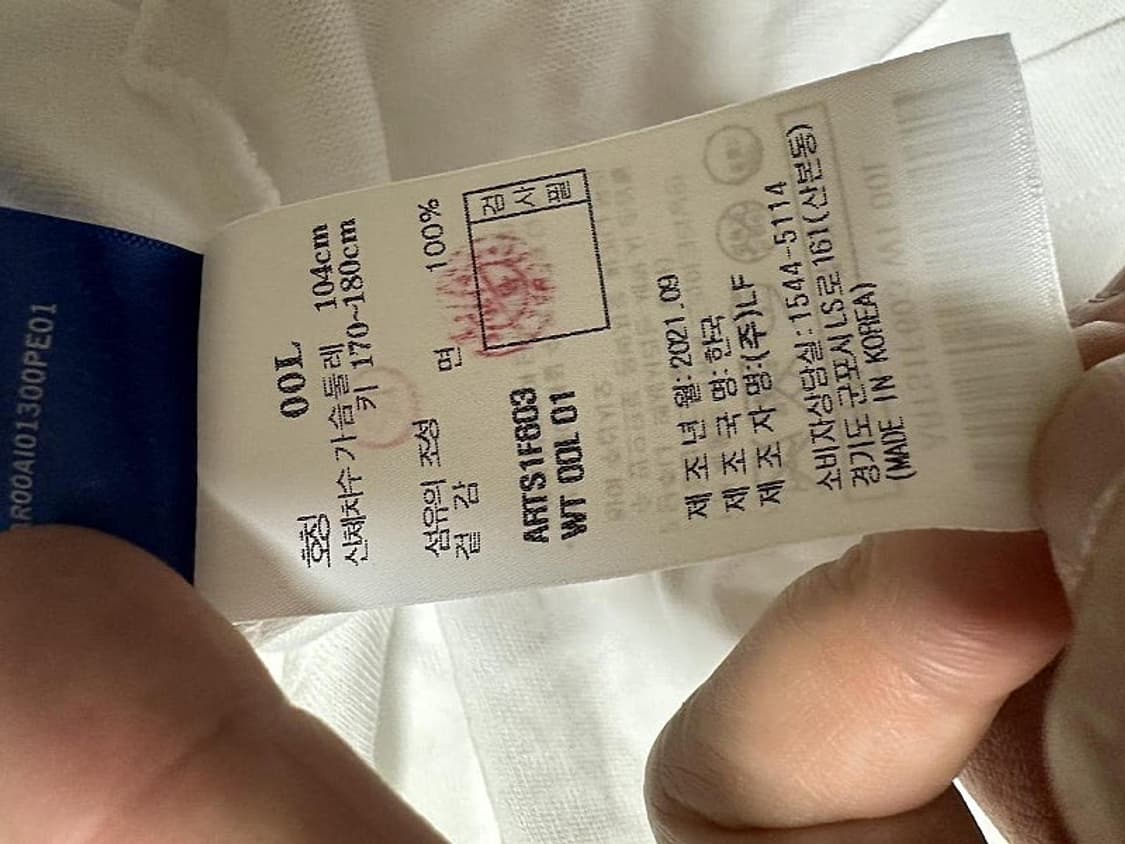 AR00AI01300PE01
호칭 00L
신체치수 가슴둘레 104cm
키 170~180cm
섬유의 조성
겉 감 면 100%
검사필
ARTS1F603
WT 00L 01
제 조 년 월: 2021.09
제 조 국 명: 한국
제 조 자 명:(주)LF
소비자상담실 : 1544-5114
경기도 군포시 LS로 161(산본동)
(MADE IN KOREA)